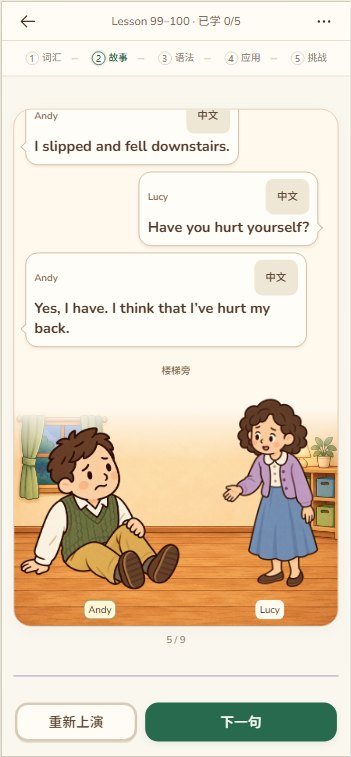 Lesson 99–100 · 已学 0/5
1 词汇 – 2 故事 – 3 语法 – 4 应用 – 5 挑战
Andy
中文
I slipped and fell downstairs.
Lucy
中文
Have you hurt yourself?
Andy
中文
Yes, I have. I think that I've hurt my
back.
楼梯旁
Andy
Lucy
5 / 9
重新上演
下一句